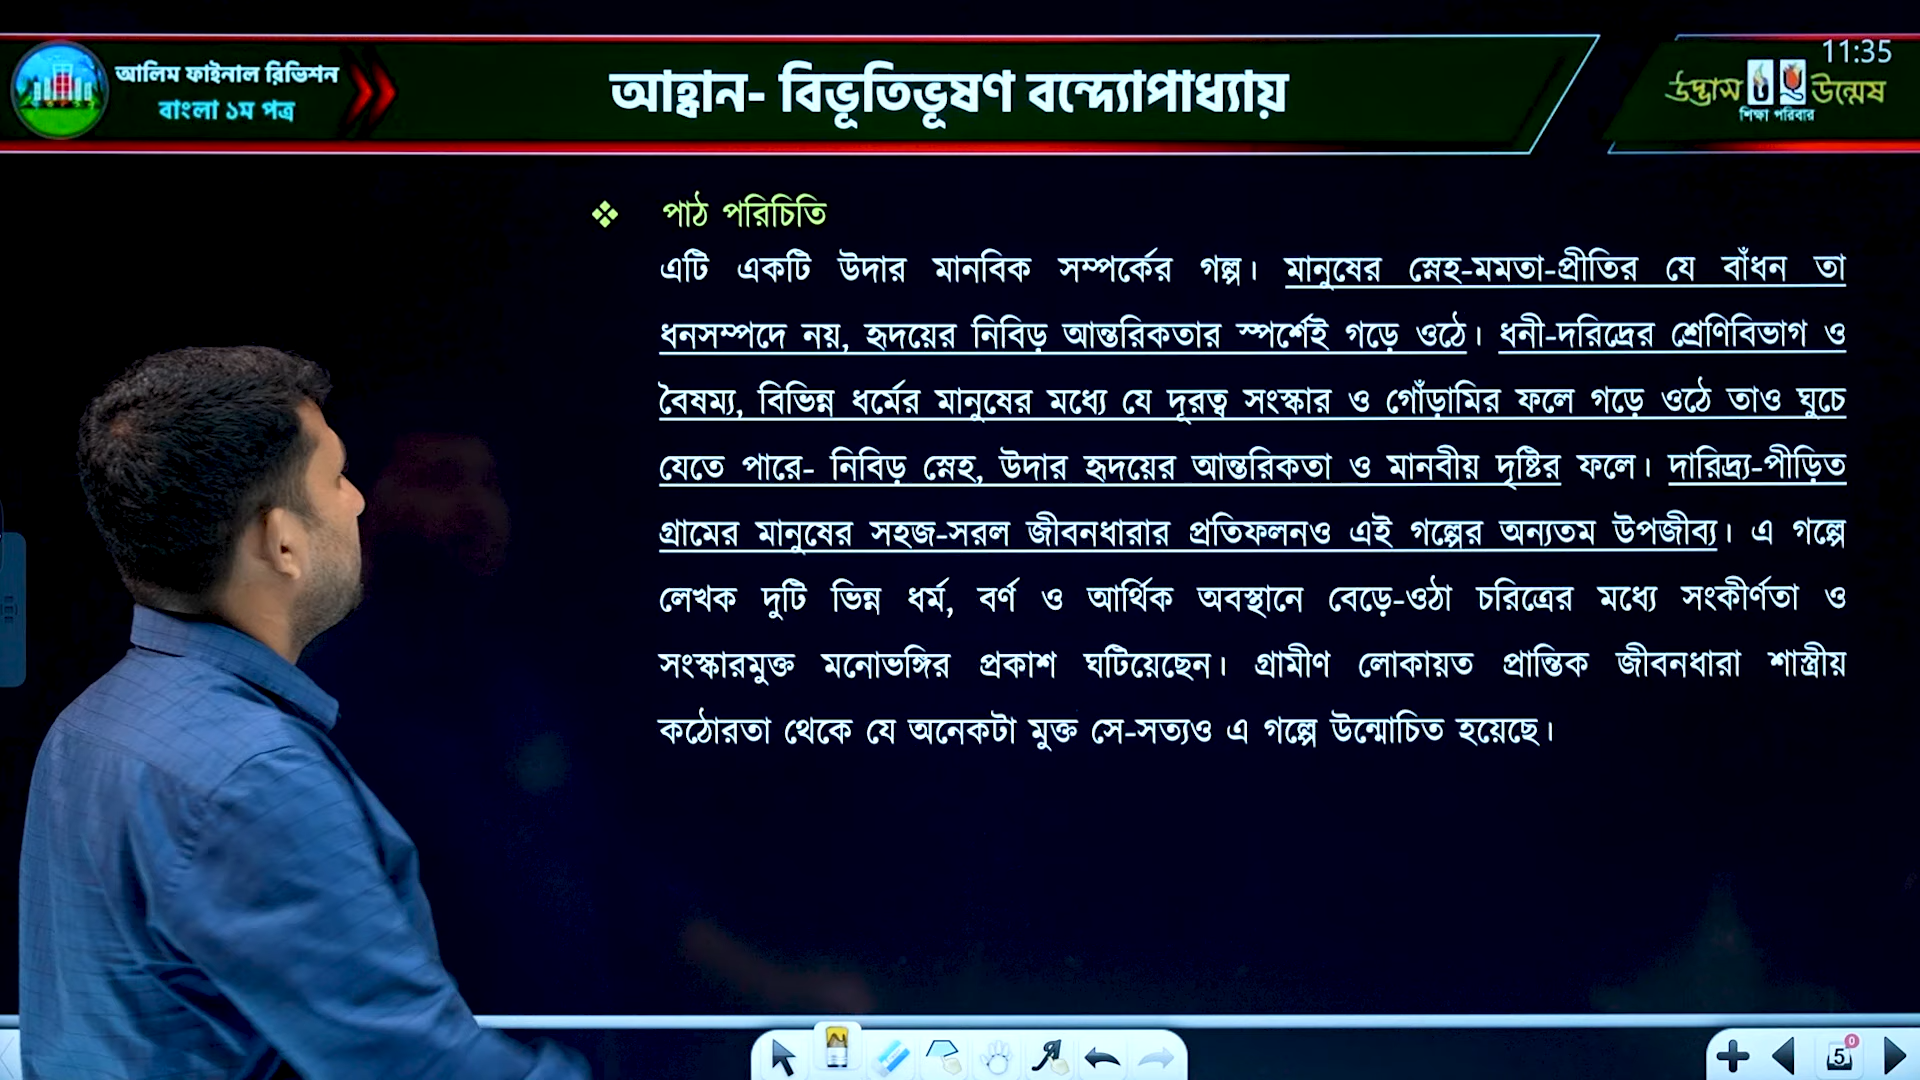 11:35
আলিম ফাইনাল রিভিশন
বাংলা ১ম পত্র
আহ্বান- বিভূতিভূষণ বন্দ্যোপাধ্যায়
উদ্ভাস উন্মেষ
শিক্ষা পরিবার
❖ পাঠ পরিচিতি
এটি একটি উদার মানবিক সম্পর্কের গল্প। মানুষের স্নেহ-মমতা-প্রীতির যে বাঁধন তা
ধনসম্পদে নয়, হৃদয়ের নিবিড় আন্তরিকতার স্পর্শেই গড়ে ওঠে। ধনী-দরিদ্রের শ্রেণিবিভাগ ও
বৈষম্য, বিভিন্ন ধর্মের মানুষের মধ্যে যে দূরত্ব সংস্কার ও গোঁড়ামির ফলে গড়ে ওঠে তাও ঘুচে
যেতে পারে- নিবিড় স্নেহ, উদার হৃদয়ের আন্তরিকতা ও মানবীয় দৃষ্টির ফলে। দারিদ্র্য-পীড়িত
গ্রামের মানুষের সহজ-সরল জীবনধারার প্রতিফলনও এই গল্পের অন্যতম উপজীব্য। এ গল্পে
লেখক দুটি ভিন্ন ধর্ম, বর্ণ ও আর্থিক অবস্থানে বেড়ে-ওঠা চরিত্রের মধ্যে সংকীর্ণতা ও
সংস্কারমুক্ত মনোভঙ্গির প্রকাশ ঘটিয়েছেন। গ্রামীণ লোকায়ত প্রান্তিক জীবনধারা শাস্ত্রীয়
কঠোরতা থেকে যে অনেকটা মুক্ত সে-সত্যও এ গল্পে উন্মোচিত হয়েছে।
5
0